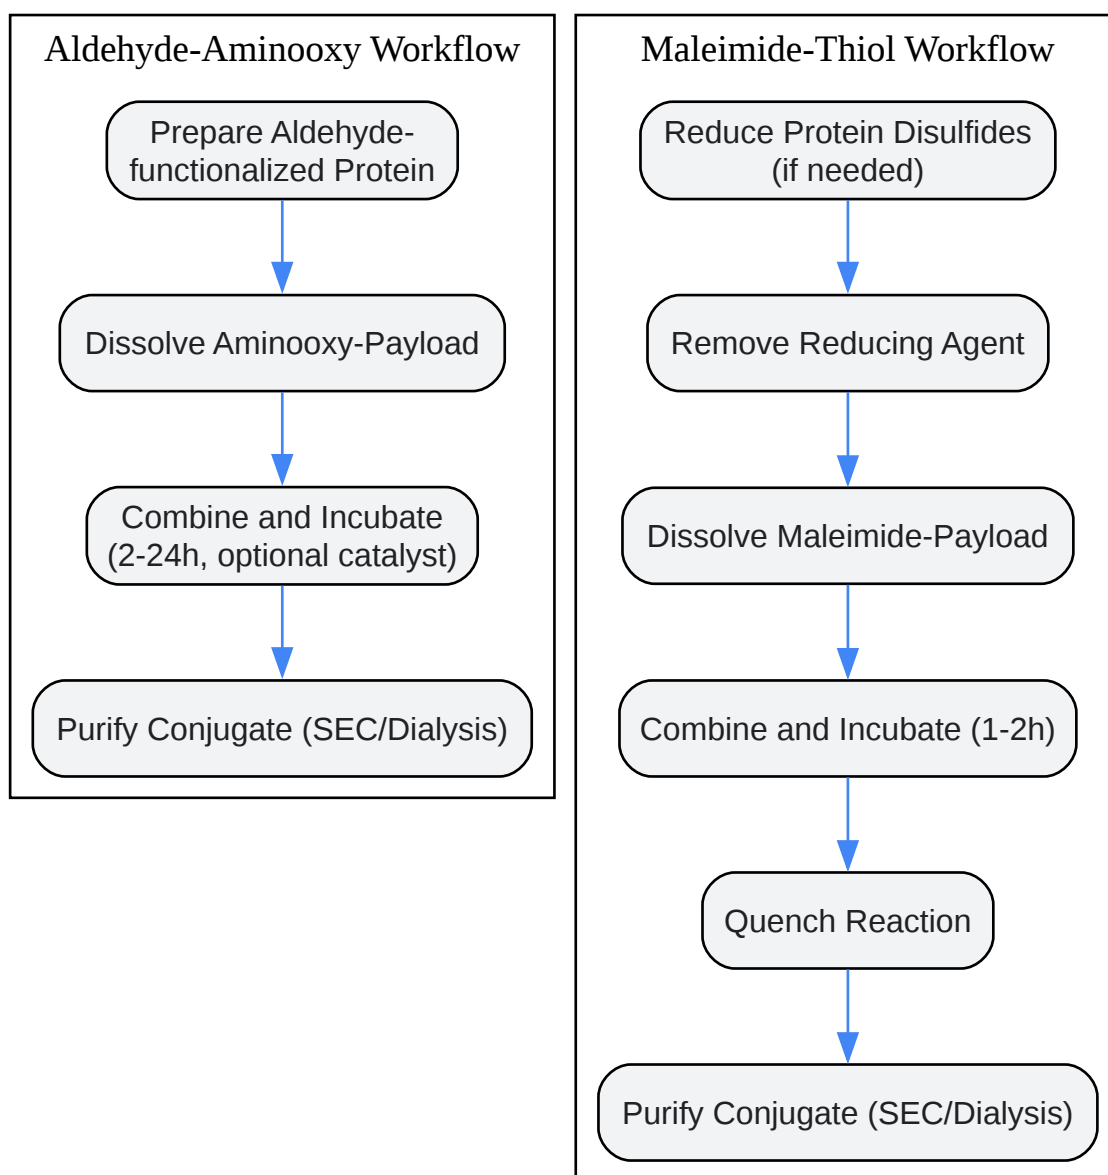 Aldehyde-Aminooxy Workflow
Prepare Aldehyde-
functionalized Protein
Dissolve Aminooxy-Payload
Combine and Incubate
(2-24h, optional catalyst)
Purify Conjugate (SEC/Dialysis)
Maleimide-Thiol Workflow
Reduce Protein Disulfides
(if needed)
Remove Reducing Agent
Dissolve Maleimide-Payload
Combine and Incubate (1-2h)
Quench Reaction
Purify Conjugate (SEC/Dialysis)